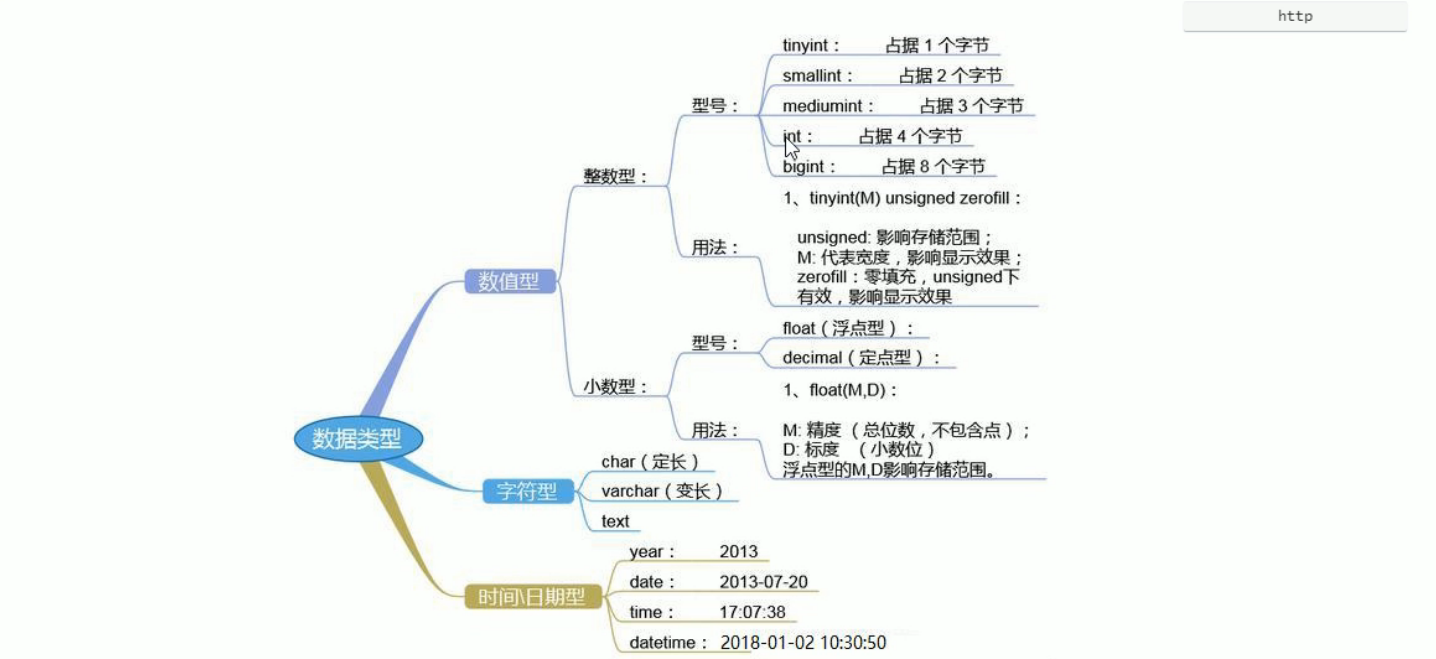 http
数据类型
数值型
整数型：
型号：
tinyint： 占据 1 个字节
smallint： 占据 2 个字节
mediumint： 占据 3 个字节
int： 占据 4 个字节
bigint： 占据 8 个字节
用法：
1、tinyint(M) unsigned zerofill：
unsigned: 影响存储范围；
M: 代表宽度，影响显示效果；
zerofill：零填充，unsigned下
有效，影响显示效果
小数型：
型号：
float（浮点型）：
decimal（定点型）：
用法：
1、float(M,D)：
M: 精度 （总位数，不包含点）；
D: 标度 （小数位）
浮点型的M,D影响存储范围。
字符型
char（定长）
varchar（变长）
text
时间\日期型
year： 2013
date： 2013-07-20
time： 17:07:38
datetime： 2018-01-02 10:30:50